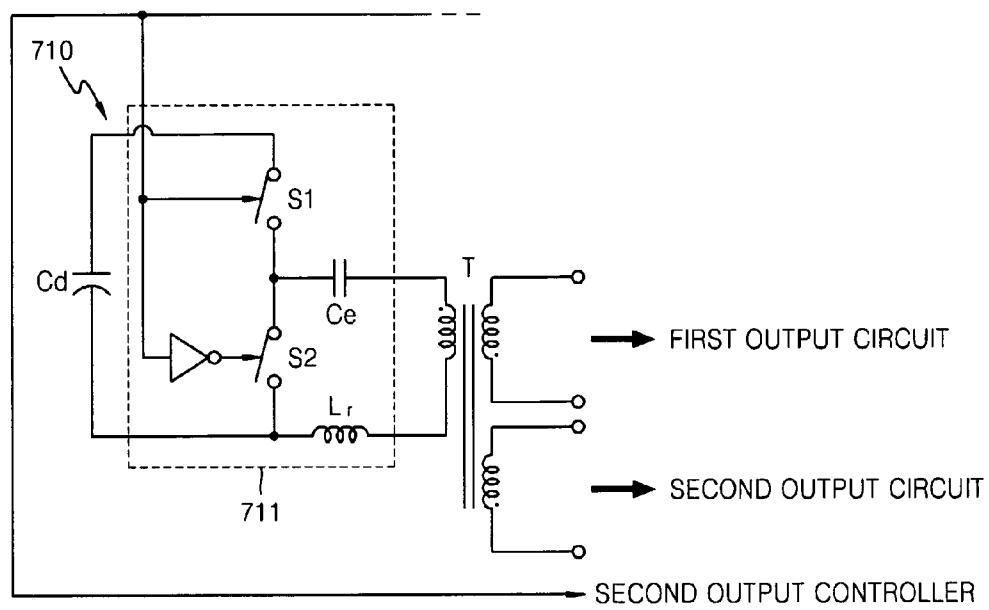 710
S1
Cd
Ce
T
S2
Lr
711
FIRST OUTPUT CIRCUIT
SECOND OUTPUT CIRCUIT
SECOND OUTPUT CONTROLLER